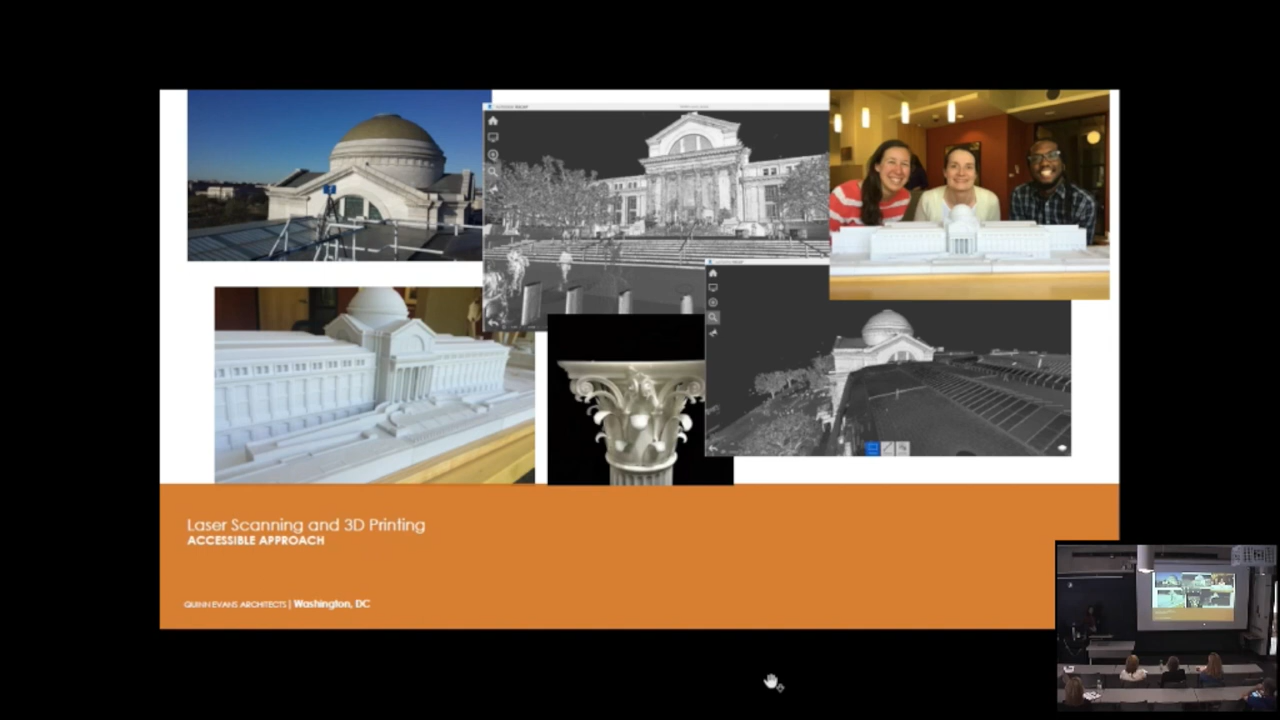 Laser Scanning and 3D Printing
ACCESSIBLE APPROACH
QUINN EVANS ARCHITECTS | Washington, DC